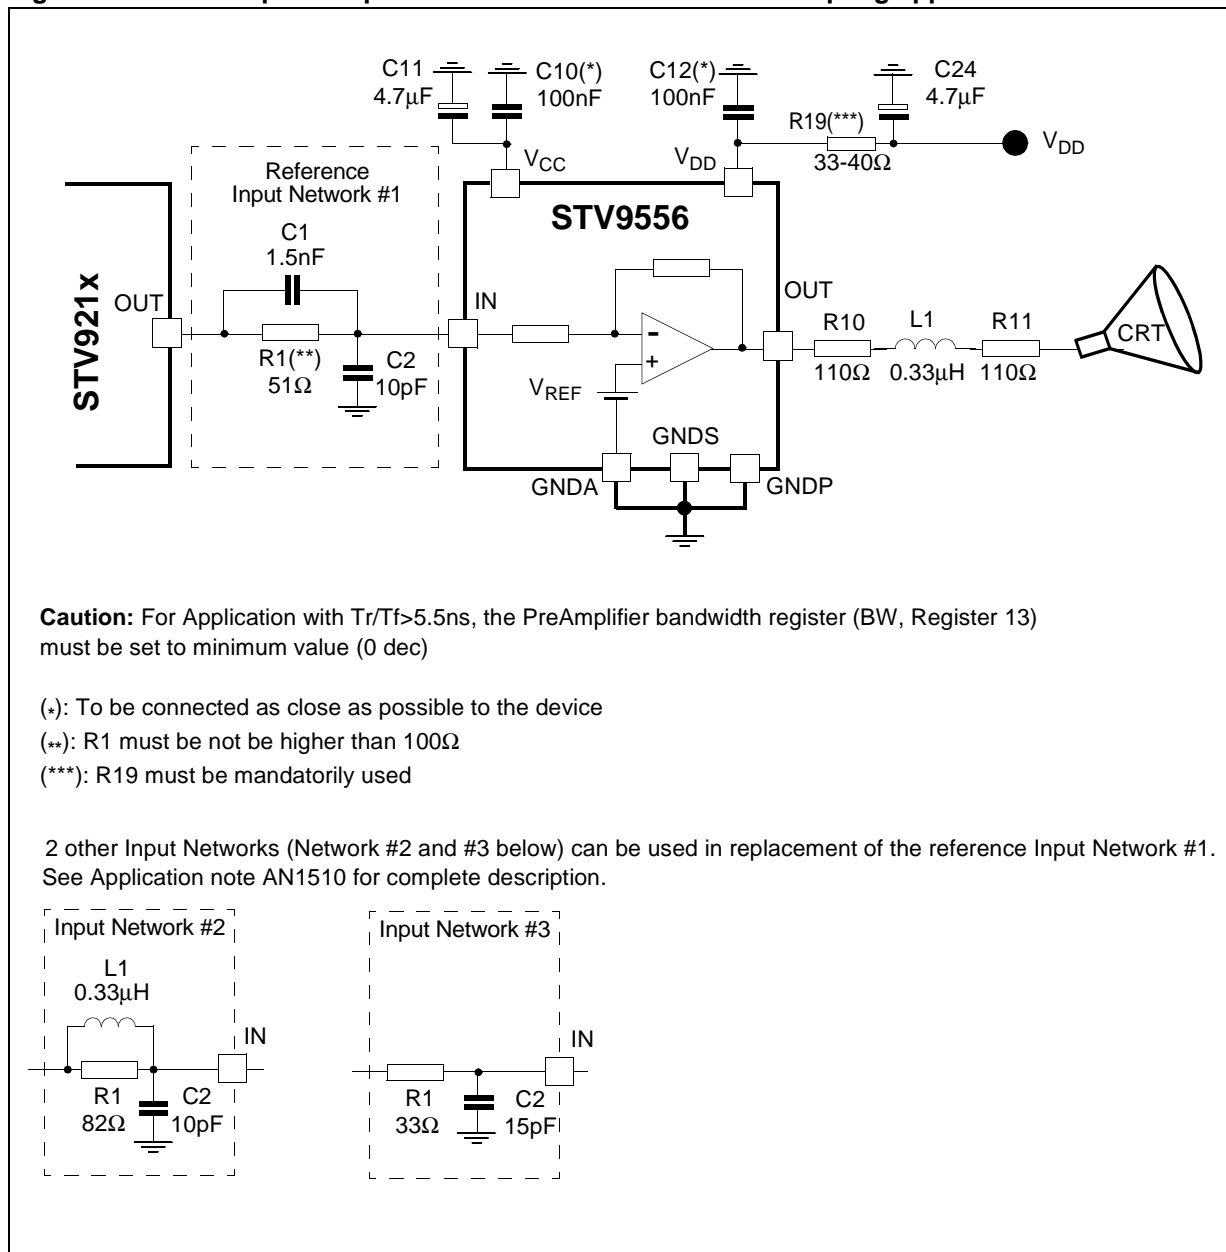 C11
4.7μF
C10(*)
100nF
C12(*)
100nF
C24
4.7μF
R19(***)
33-40Ω
VDD
VCC
VDD
Reference
Input Network #1
STV9556
C1
1.5nF
STV921x
OUT
IN
OUT
R1(**)
51Ω
C2
10pF
-
+
VREF
R10
110Ω
L1
0.33μH
R11
110Ω
CRT
GNDS
GNDA
GNDP
Caution: For Application with Tr/Tf>5.5ns, the PreAmplifier bandwidth register (BW, Register 13)
must be set to minimum value (0 dec)
(*): To be connected as close as possible to the device
(**): R1 must be not be higher than 100Ω
(***): R19 must be mandatorily used
2 other Input Networks (Network #2 and #3 below) can be used in replacement of the reference Input Network #1.
See Application note AN1510 for complete description.
Input Network #2
L1
0.33μH
IN
R1
82Ω
C2
10pF
Input Network #3
IN
R1
33Ω
C2
15pF